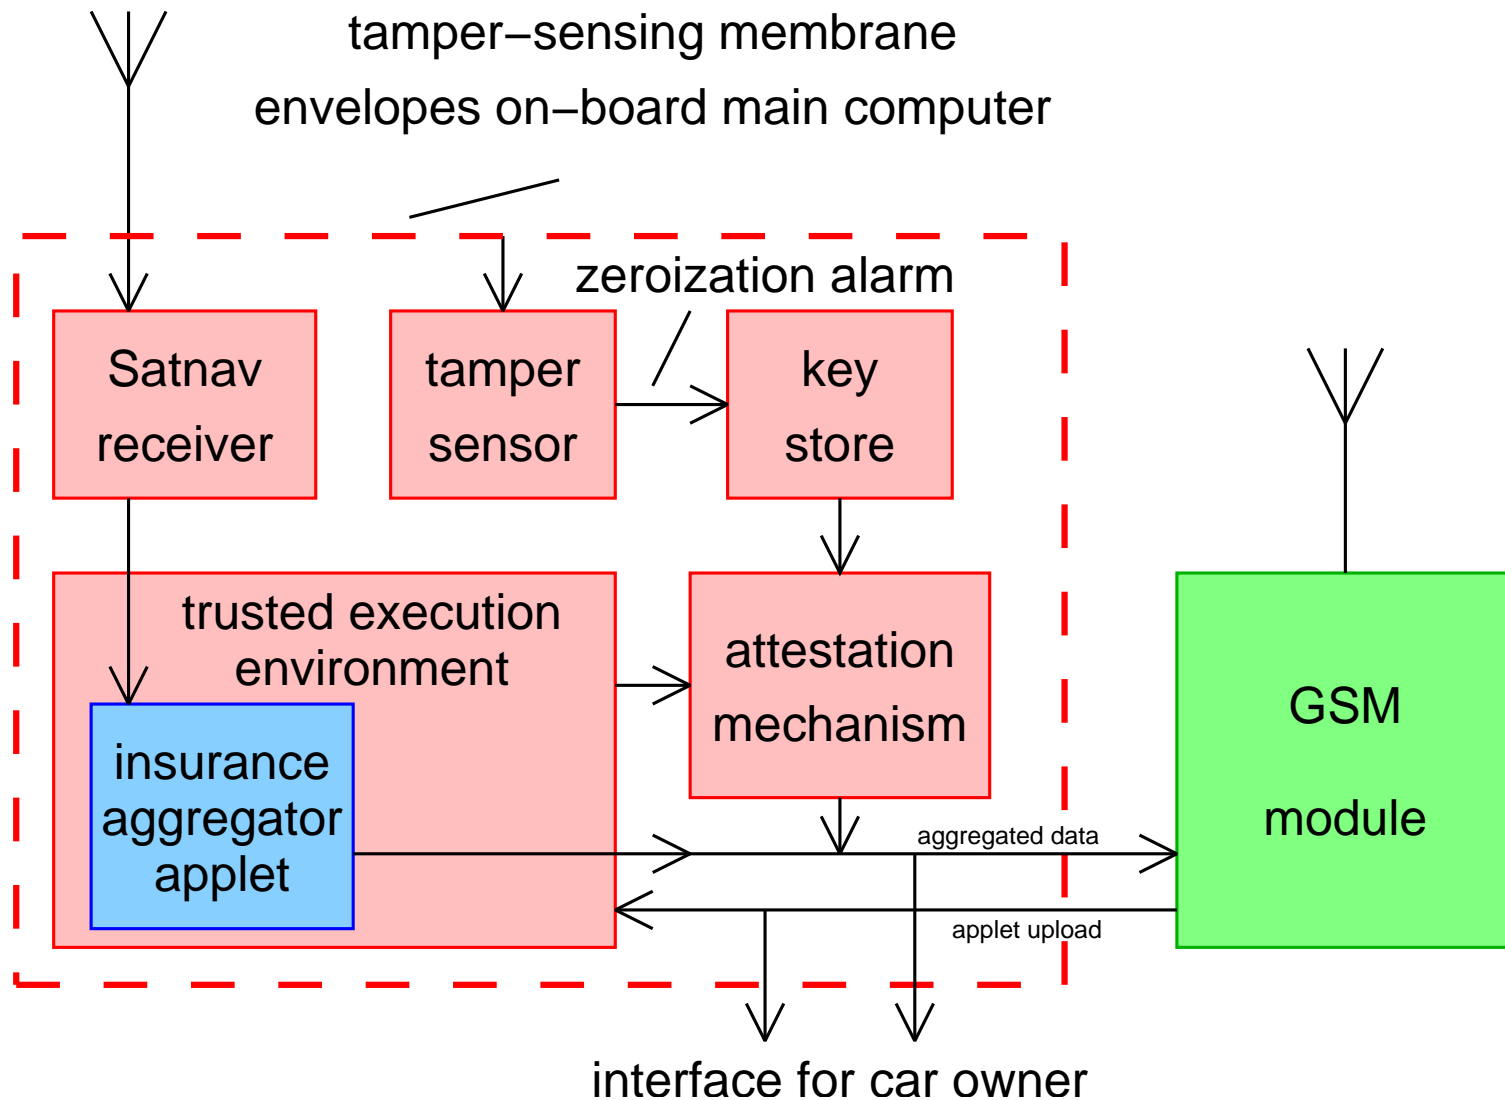 tamper−sensing membrane
envelopes on−board main computer
zeroization alarm
Satnav
receiver
tamper
sensor
key
store
trusted execution
environment
attestation
mechanism
insurance
aggregator
applet
GSM
module
aggregated data
applet upload
interface for car owner